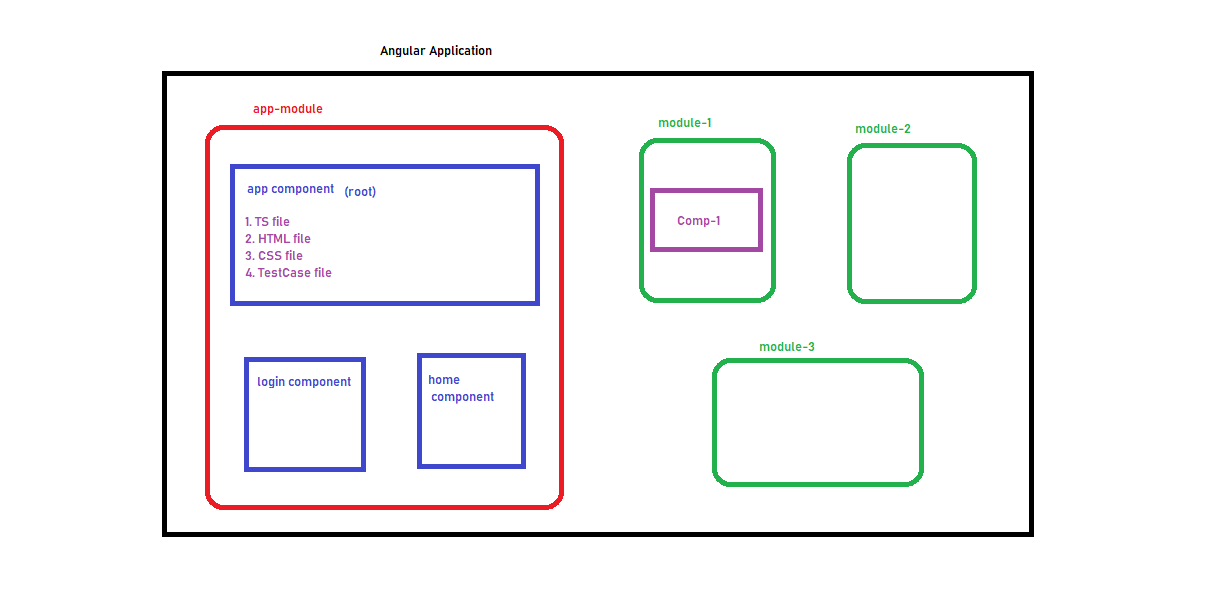 Angular Application
app-module
app component (root)
1. TS file
2. HTML file
3. CSS file
4. TestCase file
login component
home
component
module-1
Comp-1
module-2
module-3